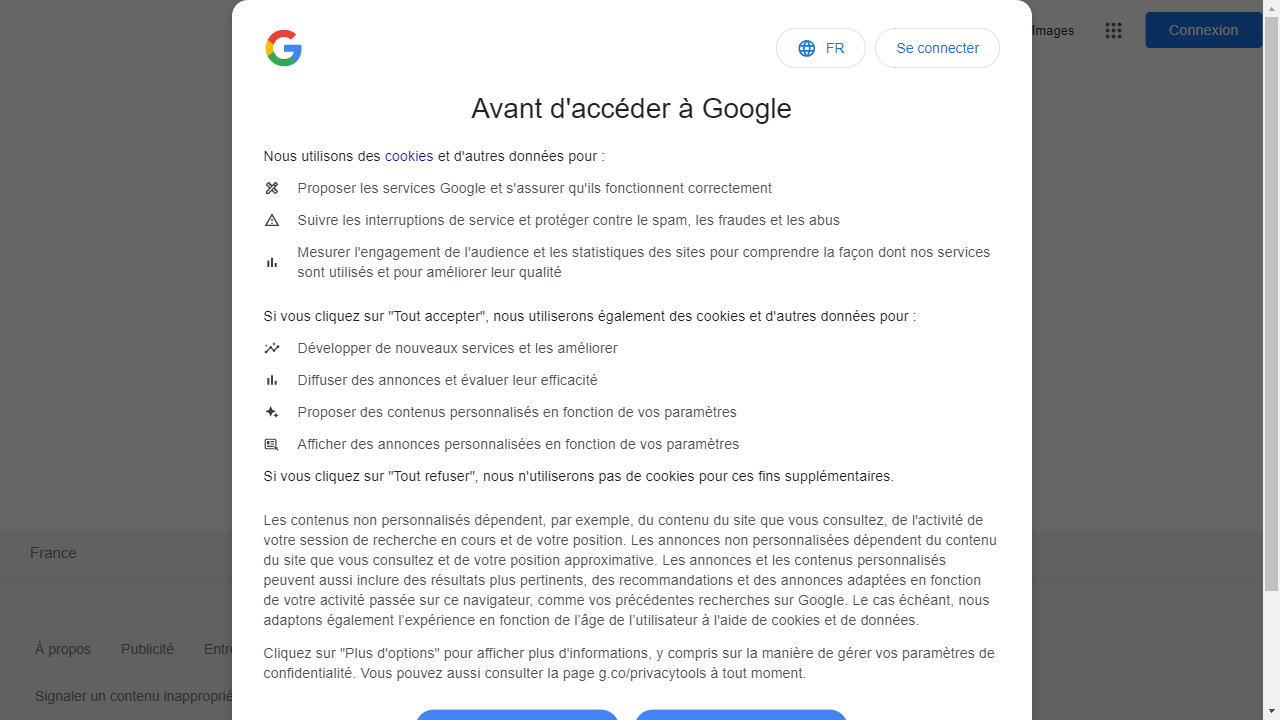 Images
Connexion
FR
Se connecter
Avant d'accéder à Google
Nous utilisons des cookies et d'autres données pour :
Proposer les services Google et s'assurer qu'ils fonctionnent correctement
Suivre les interruptions de service et protéger contre le spam, les fraudes et les abus
Mesurer l'engagement de l'audience et les statistiques des sites pour comprendre la façon dont nos services
sont utilisés et pour améliorer leur qualité
Si vous cliquez sur "Tout accepter", nous utiliserons également des cookies et d'autres données pour :
Développer de nouveaux services et les améliorer
Diffuser des annonces et évaluer leur efficacité
Proposer des contenus personnalisés en fonction de vos paramètres
Afficher des annonces personnalisées en fonction de vos paramètres
Si vous cliquez sur "Tout refuser", nous n'utiliserons pas de cookies pour ces fins supplémentaires.
Les contenus non personnalisés dépendent, par exemple, du contenu du site que vous consultez, de l'activité de
votre session de recherche en cours et de votre position. Les annonces non personnalisées dépendent du contenu
du site que vous consultez et de votre position approximative. Les annonces et les contenus personnalisés
peuvent aussi inclure des résultats plus pertinents, des recommandations et des annonces adaptées en fonction
de votre activité passée sur ce navigateur, comme vos précédentes recherches sur Google. Le cas échéant, nous
adaptons également l’expérience en fonction de l’âge de l’utilisateur à l'aide de cookies et de données.
Cliquez sur "Plus d'options" pour afficher plus d'informations, y compris sur la manière de gérer vos paramètres de
confidentialité. Vous pouvez aussi consulter la page g.co/privacytools à tout moment.
France
À propos
Publicité
Entre
Signaler un contenu inapproprié